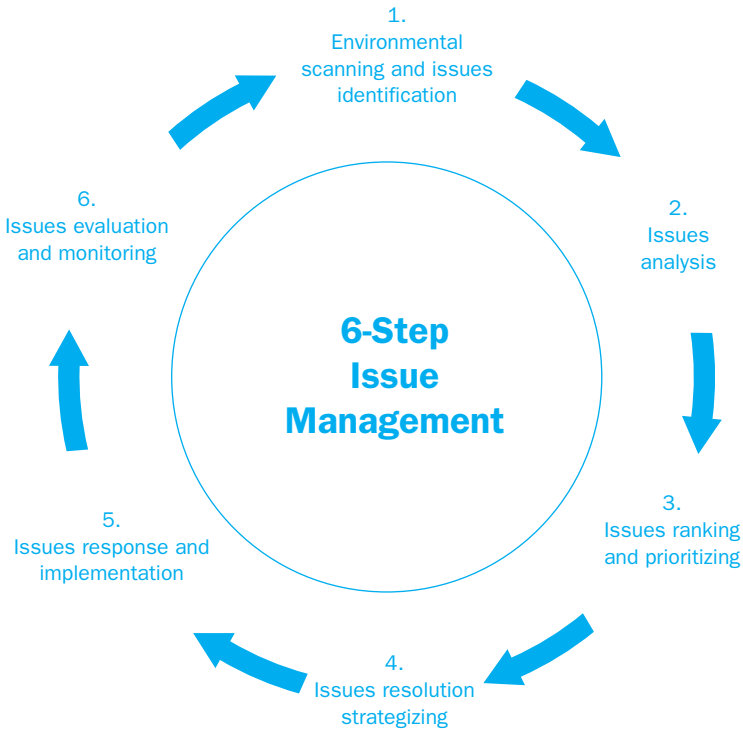 1.
Environmental
scanning and issues
identification
2.
Issues
analysis
3.
Issues ranking
and prioritizing
4.
Issues resolution
strategizing
5.
Issues response and
implementation
6.
Issues evaluation
and monitoring
6-Step
Issue
Management